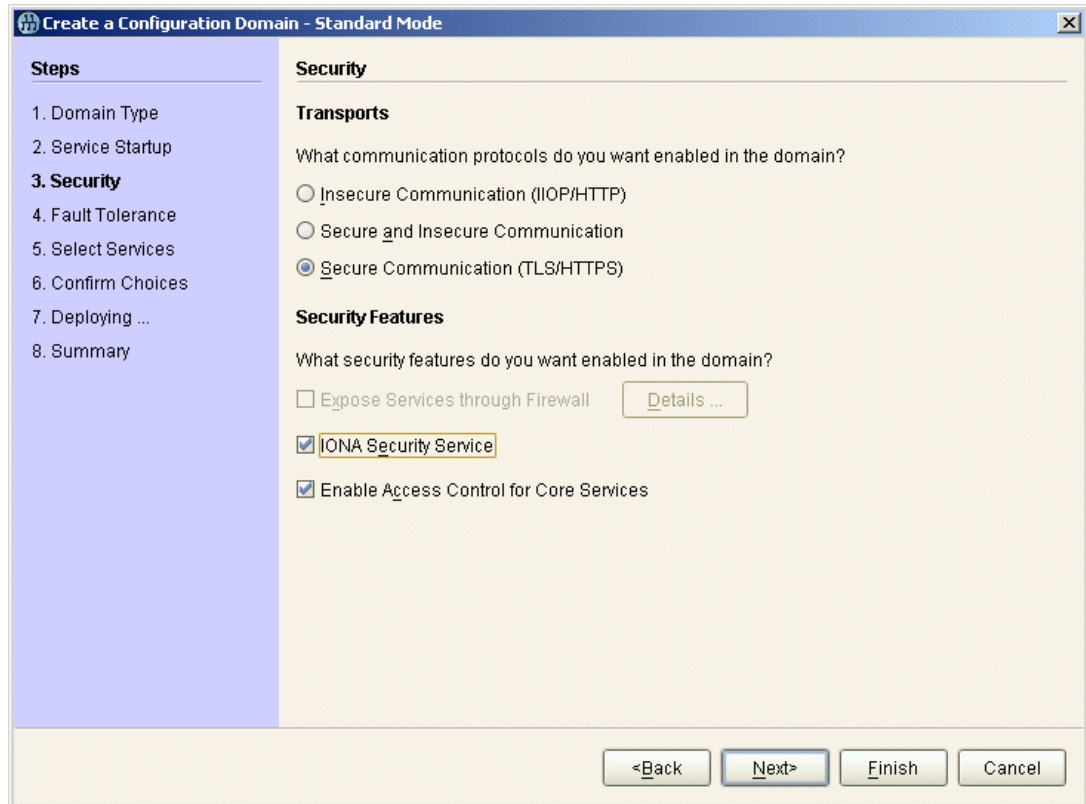 Create a Configuration Domain - Standard Mode
Steps
1. Domain Type
2. Service Startup
3. Security
4. Fault Tolerance
5. Select Services
6. Confirm Choices
7. Deploying ...
8. Summary
Security
Transports
What communication protocols do you want enabled in the domain?
Insecure Communication (IIOP/HTTP)
Secure and Insecure Communication
Secure Communication (TLS/HTTPS)
Security Features
What security features do you want enabled in the domain?
Expose Services through Firewall
Details ...
IONA Security Service
Enable Access Control for Core Services
<Back
Next>
Finish
Cancel